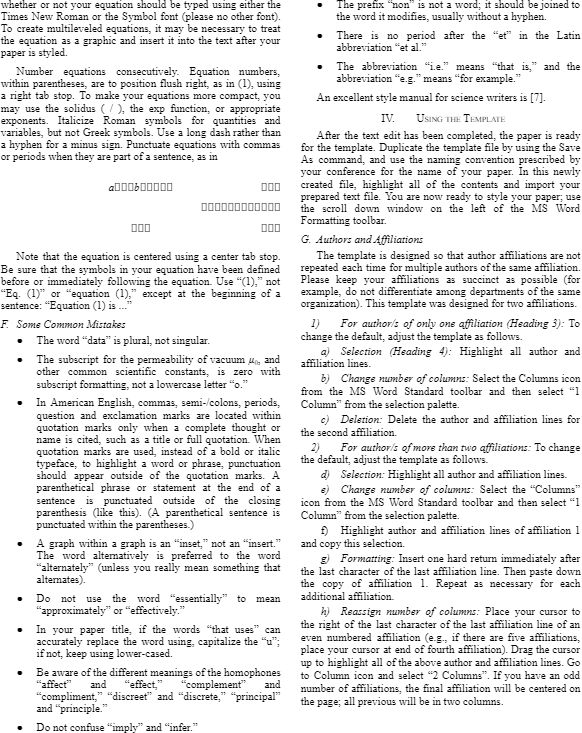 whether or not your equation should be typed using either the
Times New Roman or the Symbol font (please no other font).
To create multileveled equations, it may be necessary to treat
the equation as a graphic and insert it into the text after your
paper is styled.
Number equations consecutively. Equation numbers,
within parentheses, are to position flush right, as in (1), using
a right tab stop. To make your equations more compact, you
may use the solidus ( / ), the exp function, or appropriate
exponents. Italicize Roman symbols for quantities and
variables, but not Greek symbols. Use a long dash rather than
a hyphen for a minus sign. Punctuate equations with commas
or periods when they are part of a sentence, as in
a□□□b□□□□□ □□□
□□□□□□□□□□□□
□□□ □□□
Note that the equation is centered using a center tab stop.
Be sure that the symbols in your equation have been defined
before or immediately following the equation. Use “(1),” not
“Eq. (1)” or “equation (1),” except at the beginning of a
sentence: “Equation (1) is ...”
F. Some Common Mistakes
• The word “data” is plural, not singular.
• The subscript for the permeability of vacuum μ0, and
other common scientific constants, is zero with
subscript formatting, not a lowercase letter “o.”
• In American English, commas, semi-/colons, periods,
question and exclamation marks are located within
quotation marks only when a complete thought or
name is cited, such as a title or full quotation. When
quotation marks are used, instead of a bold or italic
typeface, to highlight a word or phrase, punctuation
should appear outside of the quotation marks. A
parenthetical phrase or statement at the end of a
sentence is punctuated outside of the closing
parenthesis (like this). (A parenthetical sentence is
punctuated within the parentheses.)
• A graph within a graph is an “inset,” not an “insert.”
The word alternatively is preferred to the word
“alternately” (unless you really mean something that
alternates).
• Do not use the word “essentially” to mean
“approximately” or “effectively.”
• In your paper title, if the words “that uses” can
accurately replace the word using, capitalize the “u”;
if not, keep using lower-cased.
• Be aware of the different meanings of the homophones
“affect” and “effect,” “complement” and
“compliment,” “discreet” and “discrete,” “principal”
and “principle.”
• Do not confuse “imply” and “infer.”
• The prefix “non” is not a word; it should be joined to
the word it modifies, usually without a hyphen.
• There is no period after the “et” in the Latin
abbreviation “et al.”
• The abbreviation “i.e.” means “that is,” and the
abbreviation “e.g.” means “for example.”
An excellent style manual for science writers is [7].
IV. Using the Template
After the text edit has been completed, the paper is ready
for the template. Duplicate the template file by using the Save
As command, and use the naming convention prescribed by
your conference for the name of your paper. In this newly
created file, highlight all of the contents and import your
prepared text file. You are now ready to style your paper; use
the scroll down window on the left of the MS Word
Formatting toolbar.
G. Authors and Affiliations
The template is designed so that author affiliations are not
repeated each time for multiple authors of the same affiliation.
Please keep your affiliations as succinct as possible (for
example, do not differentiate among departments of the same
organization). This template was designed for two affiliations.
1) For author/s of only one affiliation (Heading 3): To
change the default, adjust the template as follows.
a) Selection (Heading 4): Highlight all author and
affiliation lines.
b) Change number of columns: Select the Columns icon
from the MS Word Standard toolbar and then select “1
Column” from the selection palette.
c) Deletion: Delete the author and affiliation lines for
the second affiliation.
2) For author/s of more than two affiliations: To change
the default, adjust the template as follows.
d) Selection: Highlight all author and affiliation lines.
e) Change number of columns: Select the “Columns”
icon from the MS Word Standard toolbar and then select “1
Column” from the selection palette.
f) Highlight author and affiliation lines of affiliation 1
and copy this selection.
g) Formatting: Insert one hard return immediately after
the last character of the last affiliation line. Then paste down
the copy of affiliation 1. Repeat as necessary for each
additional affiliation.
h) Reassign number of columns: Place your cursor to
the right of the last character of the last affiliation line of an
even numbered affiliation (e.g., if there are five affiliations,
place your cursor at end of fourth affiliation). Drag the cursor
up to highlight all of the above author and affiliation lines. Go
to Column icon and select “2 Columns”. If you have an odd
number of affiliations, the final affiliation will be centered on
the page; all previous will be in two columns.